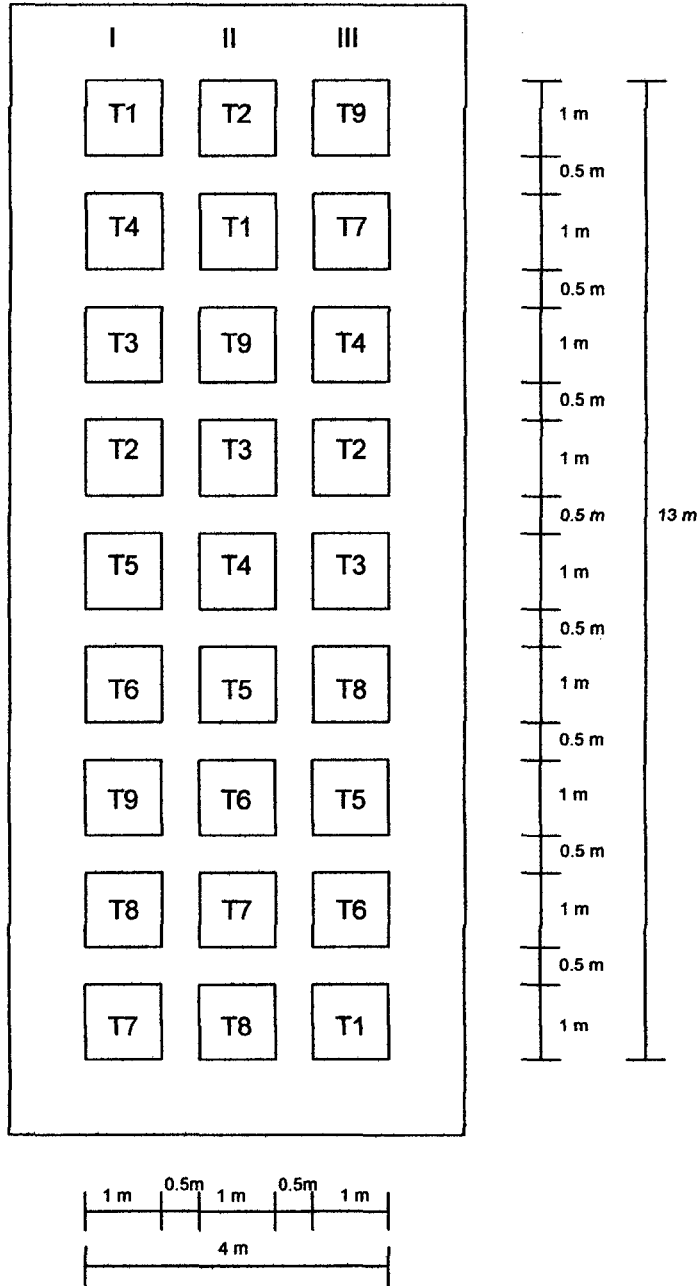 I II III
T1 T2 T9 1 m
0.5 m
T4 T1 T7 1 m
0.5 m
T3 T9 T4 1 m
0.5 m
T2 T3 T2 1 m
0.5 m 13 m
T5 T4 T3 1 m
0.5 m
T6 T5 T8 1 m
0.5 m
T9 T6 T5 1 m
0.5 m
T8 T7 T6 1 m
0.5 m
T7 T8 T1 1 m
1 m 0.5m 1 m 0.5m 1 m
4 m